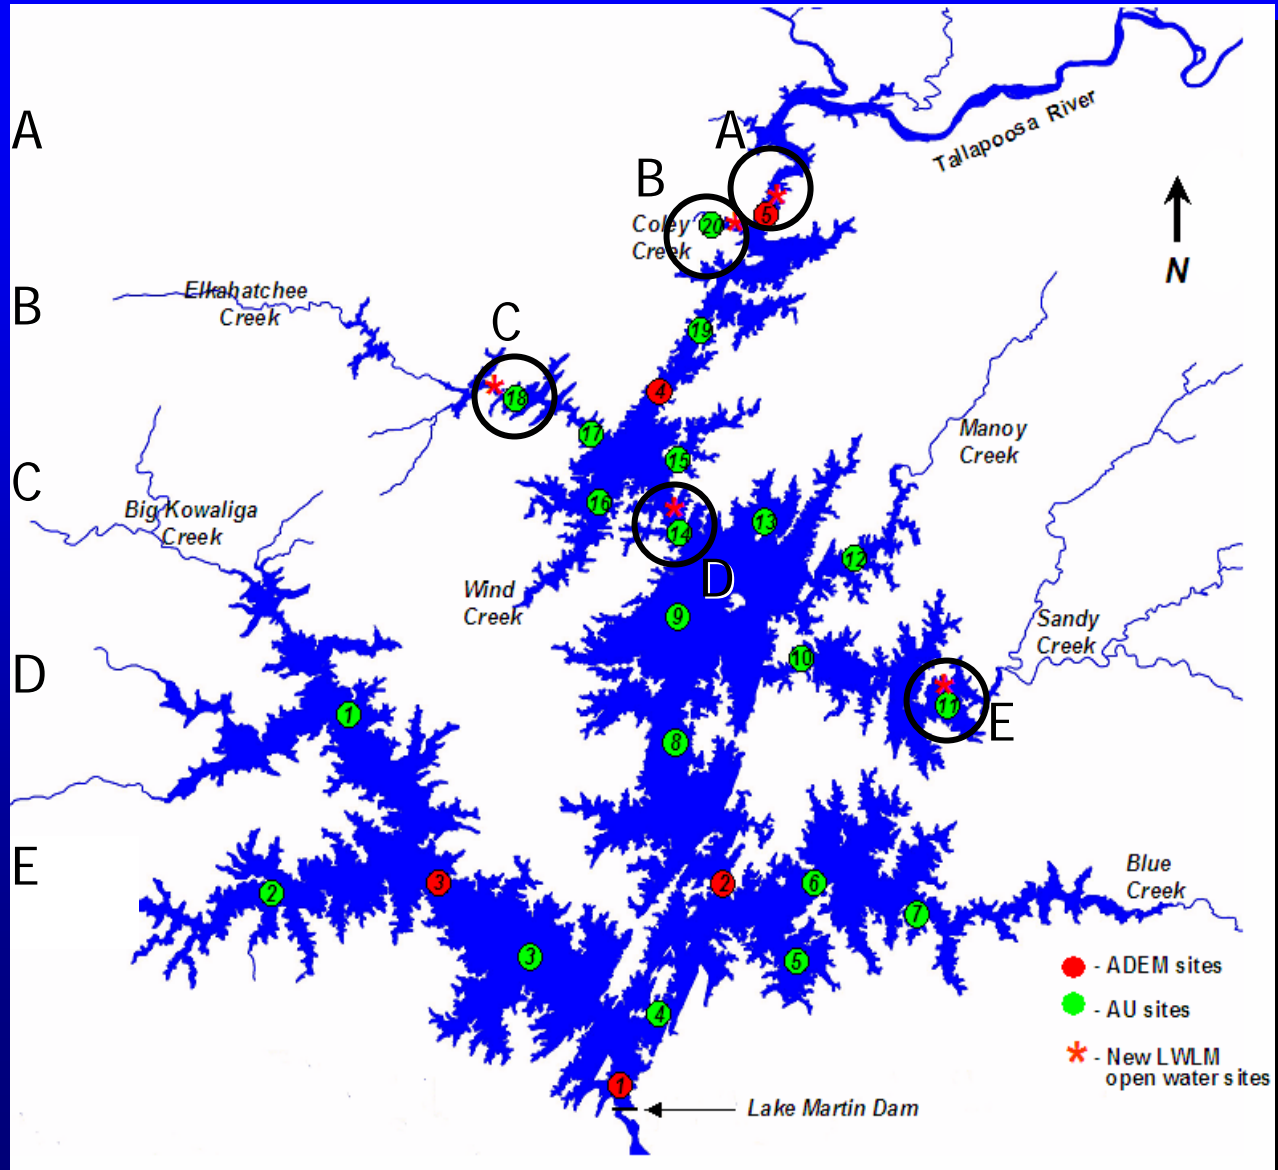 A
Tallapoosa River
A
B
5
Coley
Creek
20
N
B
Elkahatchee
Creek
C
19
18
4
17
15
Manoy
Creek
C
16
Big Kowaliga
Creek
14
13
12
D
Wind
Creek
9
Sandy
Creek
D
10
11
E
1
8
E
2
3
2
6
7
Blue
Creek
3
5
- ADEM sites
4
- AU sites
- New LWLM
open water sites
1
Lake Martin Dam